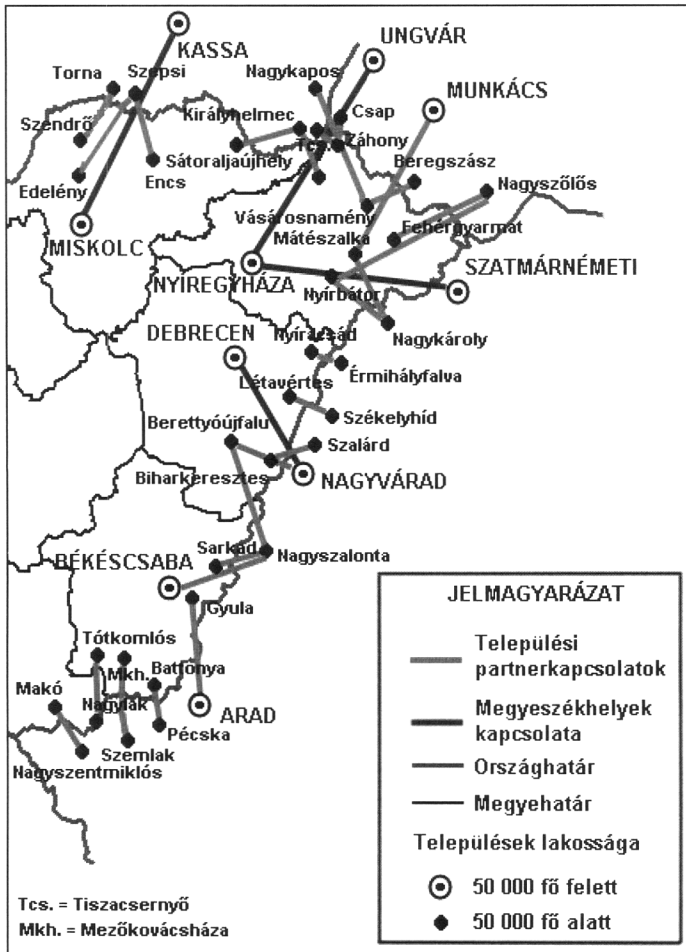 KASSA
UNGVÁR
Torna
Szepsi
Nagykapos
MUNKÁCS
Csap
Szendrő
Királyhelmec
Tcs.
Záhony
Sátoraljaújhely
Beregszász
Edelény
Encs
Nagyszőlős
Vásárosnamény
Fehérgyarmat
MISKOLC
Mátészalka
NYÍREGYHÁZA
SZATMÁRNÉMETI
Nyírbátor
DEBRECEN
Nyíracsád
Nagykároly
Érmihályfalva
Létavértes
Székelyhíd
Berettyóújfalu
Szalárd
Biharkeresztes
NAGYVÁRAD
Sarkad
Nagyszalonta
BÉKÉSCSABA
Gyula
Tótkomlós
Mkh.
Battonya
Makó
Nagylak
ARAD
Pécska
Szemlak
Nagyszentmiklós
JELMAGYARÁZAT
Települési
partnerkapcsolatok
Megyeszékhelyek
kapcsolata
Országhatár
Megyehatár
Települések lakossága
50 000 fő felett
50 000 fő alatt
Tcs. = Tiszacsernyő
Mkh. = Mezőkovácsháza